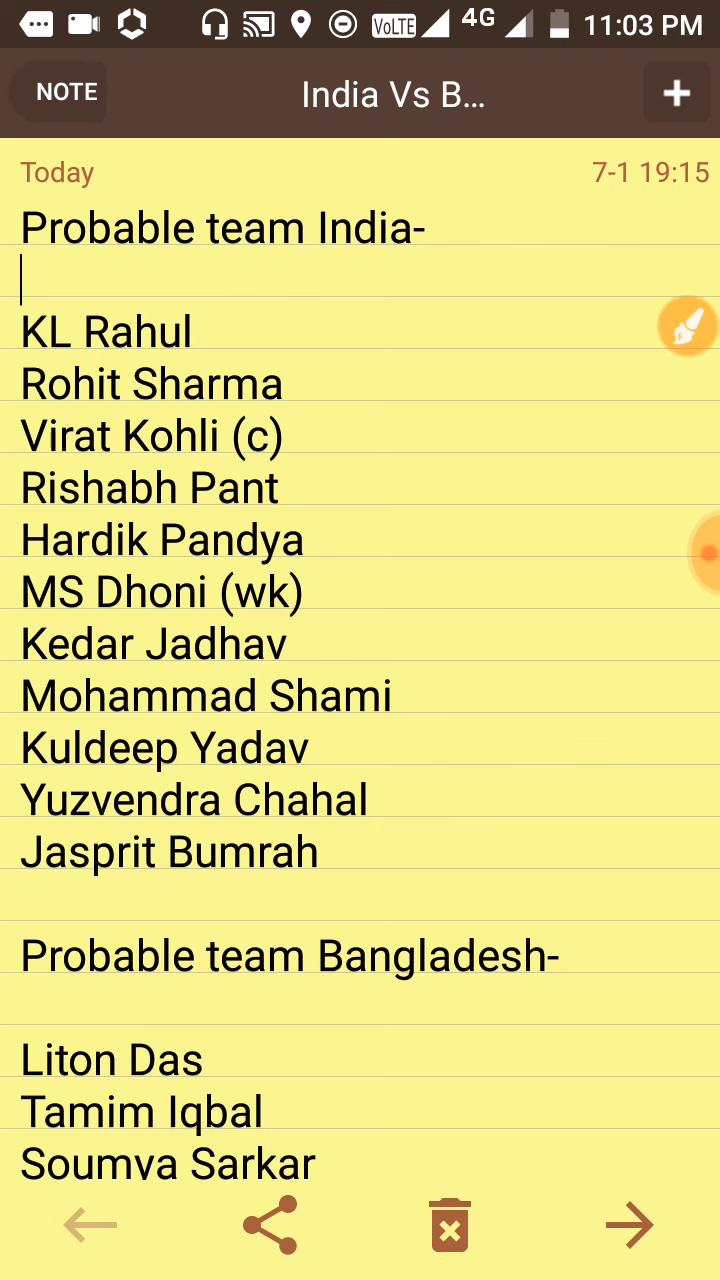 VoLTE 4G 11:03 PM
NOTE India Vs B...
Today 7-1 19:15
Probable team India-
KL Rahul
Rohit Sharma
Virat Kohli (c)
Rishabh Pant
Hardik Pandya
MS Dhoni (wk)
Kedar Jadhav
Mohammad Shami
Kuldeep Yadav
Yuzvendra Chahal
Jasprit Bumrah
Probable team Bangladesh-
Liton Das
Tamim Iqbal
Soumya Sarkar